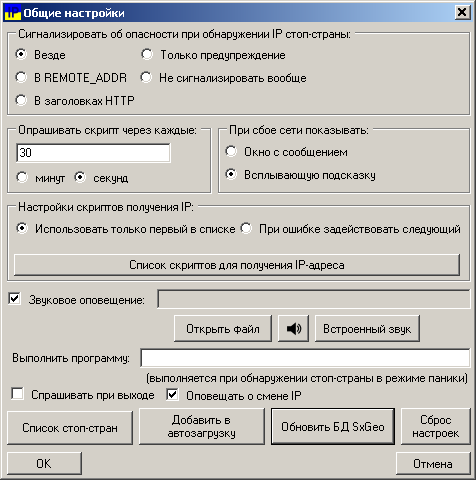 Общие настройки
Сигнализировать об опасности при обнаружении IP стоп-страны:
Везде
Только предупреждение
В REMOTE_ADDR
Не сигнализировать вообще
В заголовках HTTP
Опрашивать скрипт через каждые:
30
минут
секунд
При сбое сети показывать:
Окно с сообщением
Всплывающую подсказку
Настройки скриптов получения IP:
Использовать только первый в списке
При ошибке задействовать следующий
Список скриптов для получения IP-адреса
Звуковое оповещение:
Открыть файл
Встроенный звук
Выполнить программу:
(выполняется при обнаружении стоп-страны в режиме паники)
Спрашивать при выходе
Оповещать о смене IP
Список стоп-стран
Добавить в
автозагрузку
Обновить БД SxGeo
Сброс
настроек
OK
Отмена